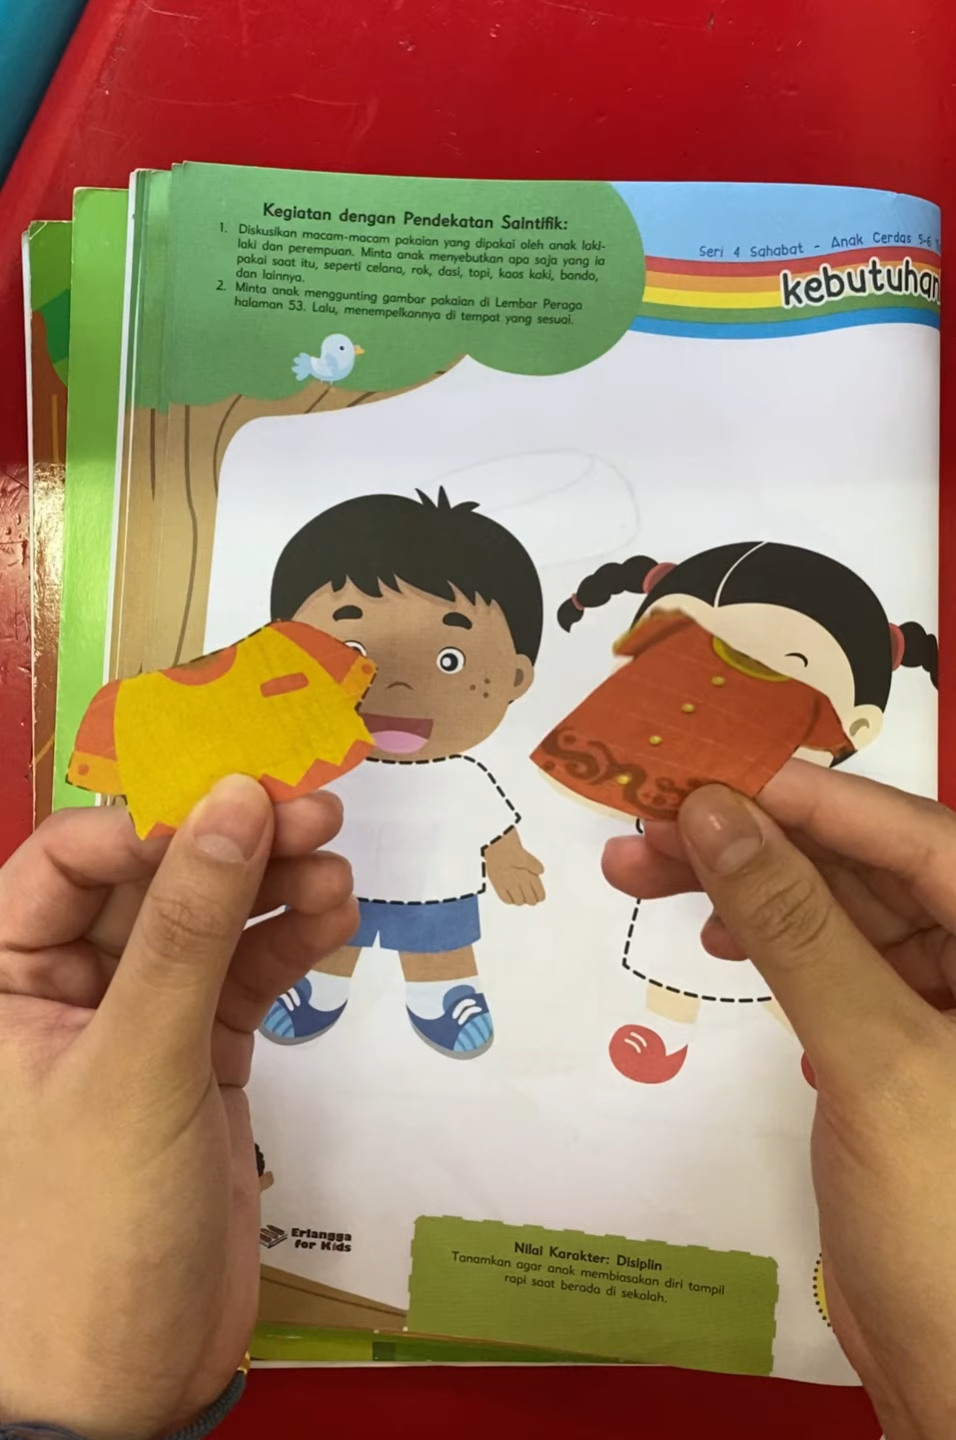 Kegiatan dengan Pendekatan Saintifik:
1. Diskusikan macam-macam pakaian yang dipakai oleh anak laki-
laki dan perempuan. Minta anak menyebutkan apa saja yang ia
pakai saat itu, seperti celana, rok, dasi, topi, kaos kaki, bando,
dan lainnya.
2. Minta anak menggunting gambar pakaian di Lembar Peraga
halaman 53. Lalu, menempelkannya di tempat yang sesuai.
Seri 4 Sahabat - Anak Cerdas 5-6
kebutuhan
Erlangga
for Kids
Nilai Karakter: Disiplin
Tanamkan agar anak membiasakan diri tampil
rapi saat berada di sekolah.